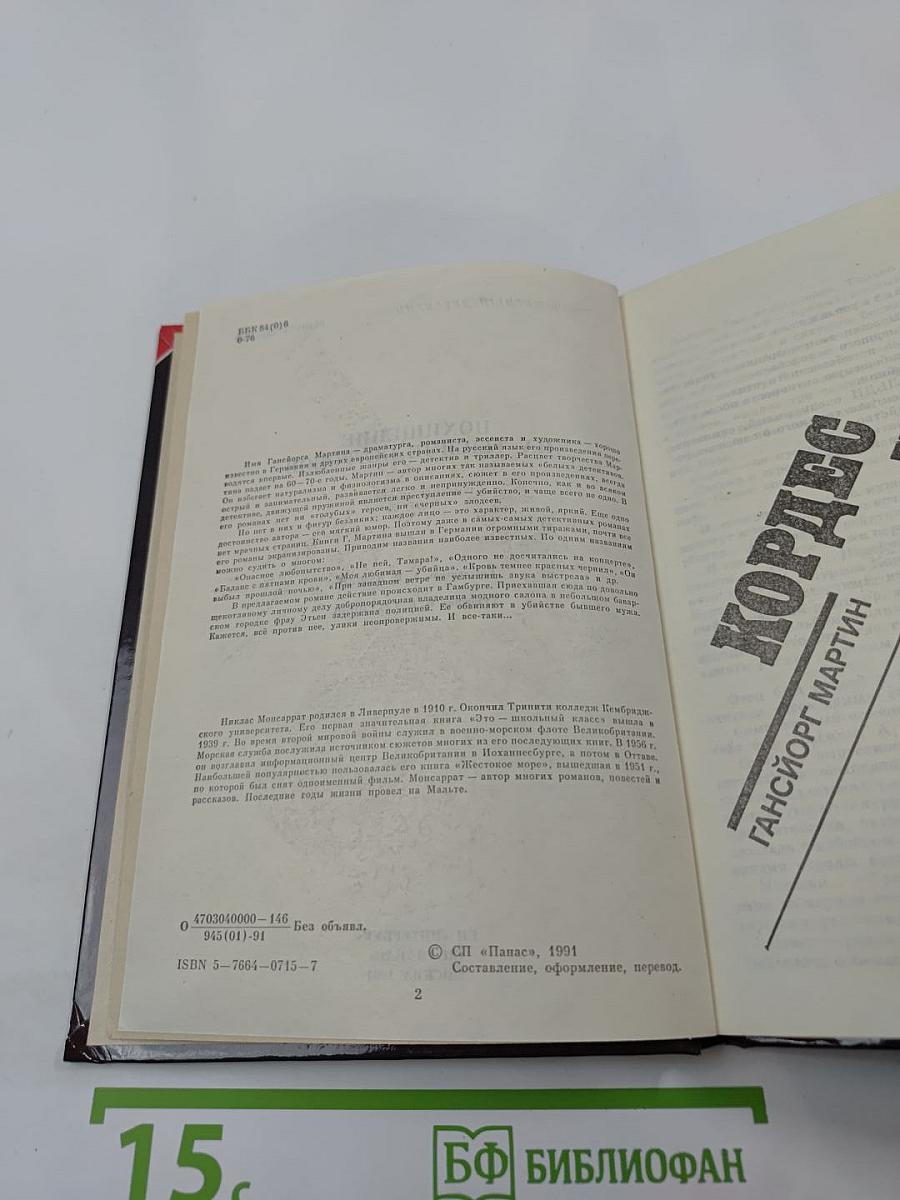 ББК 84(0)6
О-76
Имя Гансйорга Мартина — драматурга, романиста, эссеиста и художника — хорошо
известно в Германии и других европейских странах. На русский язык его произведения пере-
водятся впервые. Излюбленные жанры его — детектив и триллер. Расцвет творчества Мар-
тина падает на 60—70-е годы. Мартин — автор многих так называемых «белых» детективов.
Он избегает натурализма и физиологизма в описаниях, сюжет в его произведениях, всегда
острый и занимательный, развивается легко и непринужденно. Конечно, как и во всяком
детективе, движущей пружиной является преступление — убийство, и чаще всего не одно. В
его романах нет ни «голубых» героев, ни «черных» злодеев.
Но нет в них и фигур безликих; каждое лицо — это характер, живой, яркий. Еще одно
достоинство автора — его мягкий юмор. Поэтому даже в самых-самых детективных романах
нет мрачных страниц. Книги Г. Мартина вышли в Германии огромными тиражами, почти все
его романы экранизированы. Приводим названия наиболее известных. По одним названиям
можно судить о многом:
«Опасное любопытство», «Не пей, Тамара!», «Одного не досчитались на концерте»,
«Баланс с пятнами крови», «Моя любимая — убийца», «Кровь темнее красных чернил», «Он
выбыл прошлой ночью», «При западном ветре не услышишь звука выстрела» и др.
В предлагаемом романе действие происходит в Гамбурге. Приехавшая сюда по довольно
щекотливому личному делу добропорядочная владелица модного салона в небольшом бавар-
ском городке фрау Этьен задержана полицией. Ее обвиняют в убийстве бывшего мужа.
Кажется, всё против нее, улики неопровержимы. И все-таки...
Никлас Монсаррат родился в Ливерпуле в 1910 г. Окончил Тринити колледж Кембридж-
ского университета. Его первая значительная книга «Это — школьный класс» вышла в
1939 г. Во время второй мировой войны служил в военно-морском флоте Великобритании.
Морская служба послужила источником сюжетов многих из его последующих книг. В 1956 г.
он возглавил информационный центр Великобритании в Иоханнесбурге, а потом в Оттаве.
Наибольшей популярностью пользовалась его книга «Жестокое море», вышедшая в 1951 г.,
по которой был снят одноименный фильм. Монсаррат — автор многих романов, повестей и
рассказов. Последние годы жизни провел на Мальте.
О 4703040000—146 Без объявл.
945(01)-91
ISBN 5—7664—0715—7
© СП «Панас», 1991
Составление, оформление, перевод.
2
КОРДЕС
ГАНСЙОРГ МАРТИН
15 с
БФ БИБЛИОФАН